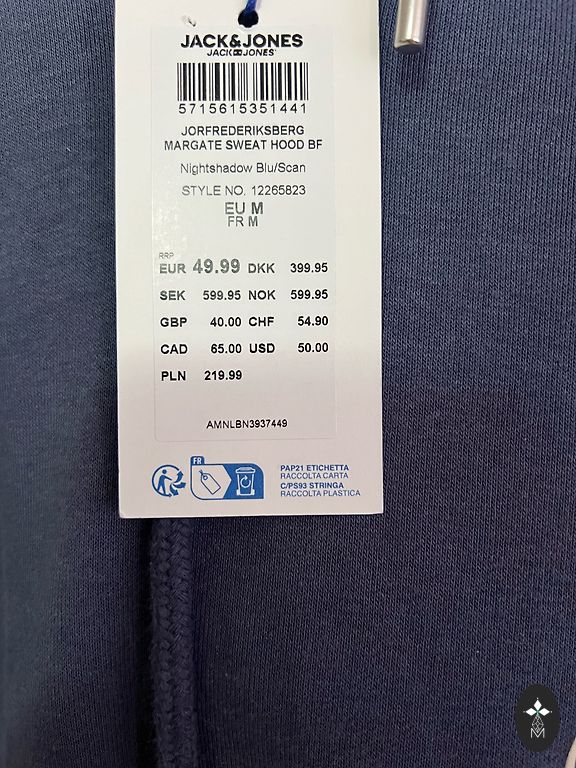 JACK&JONES
JACK JONES
5715615351441
JORFREDERIKSBERG
MARGATE SWEAT HOOD BF
Nightshadow Blu/Scan
STYLE NO. 12265823
EU M
FR M
RRP
EUR 49.99 DKK 399.95
SEK 599.95 NOK 599.95
GBP 40.00 CHF 54.90
CAD 65.00 USD 50.00
PLN 219.99
AMNLBN3937449
FR
PAP21 ETICHETTA
RACCOLTA CARTA
C/PS93 STRINGA
RACCOLTA PLASTICA
M